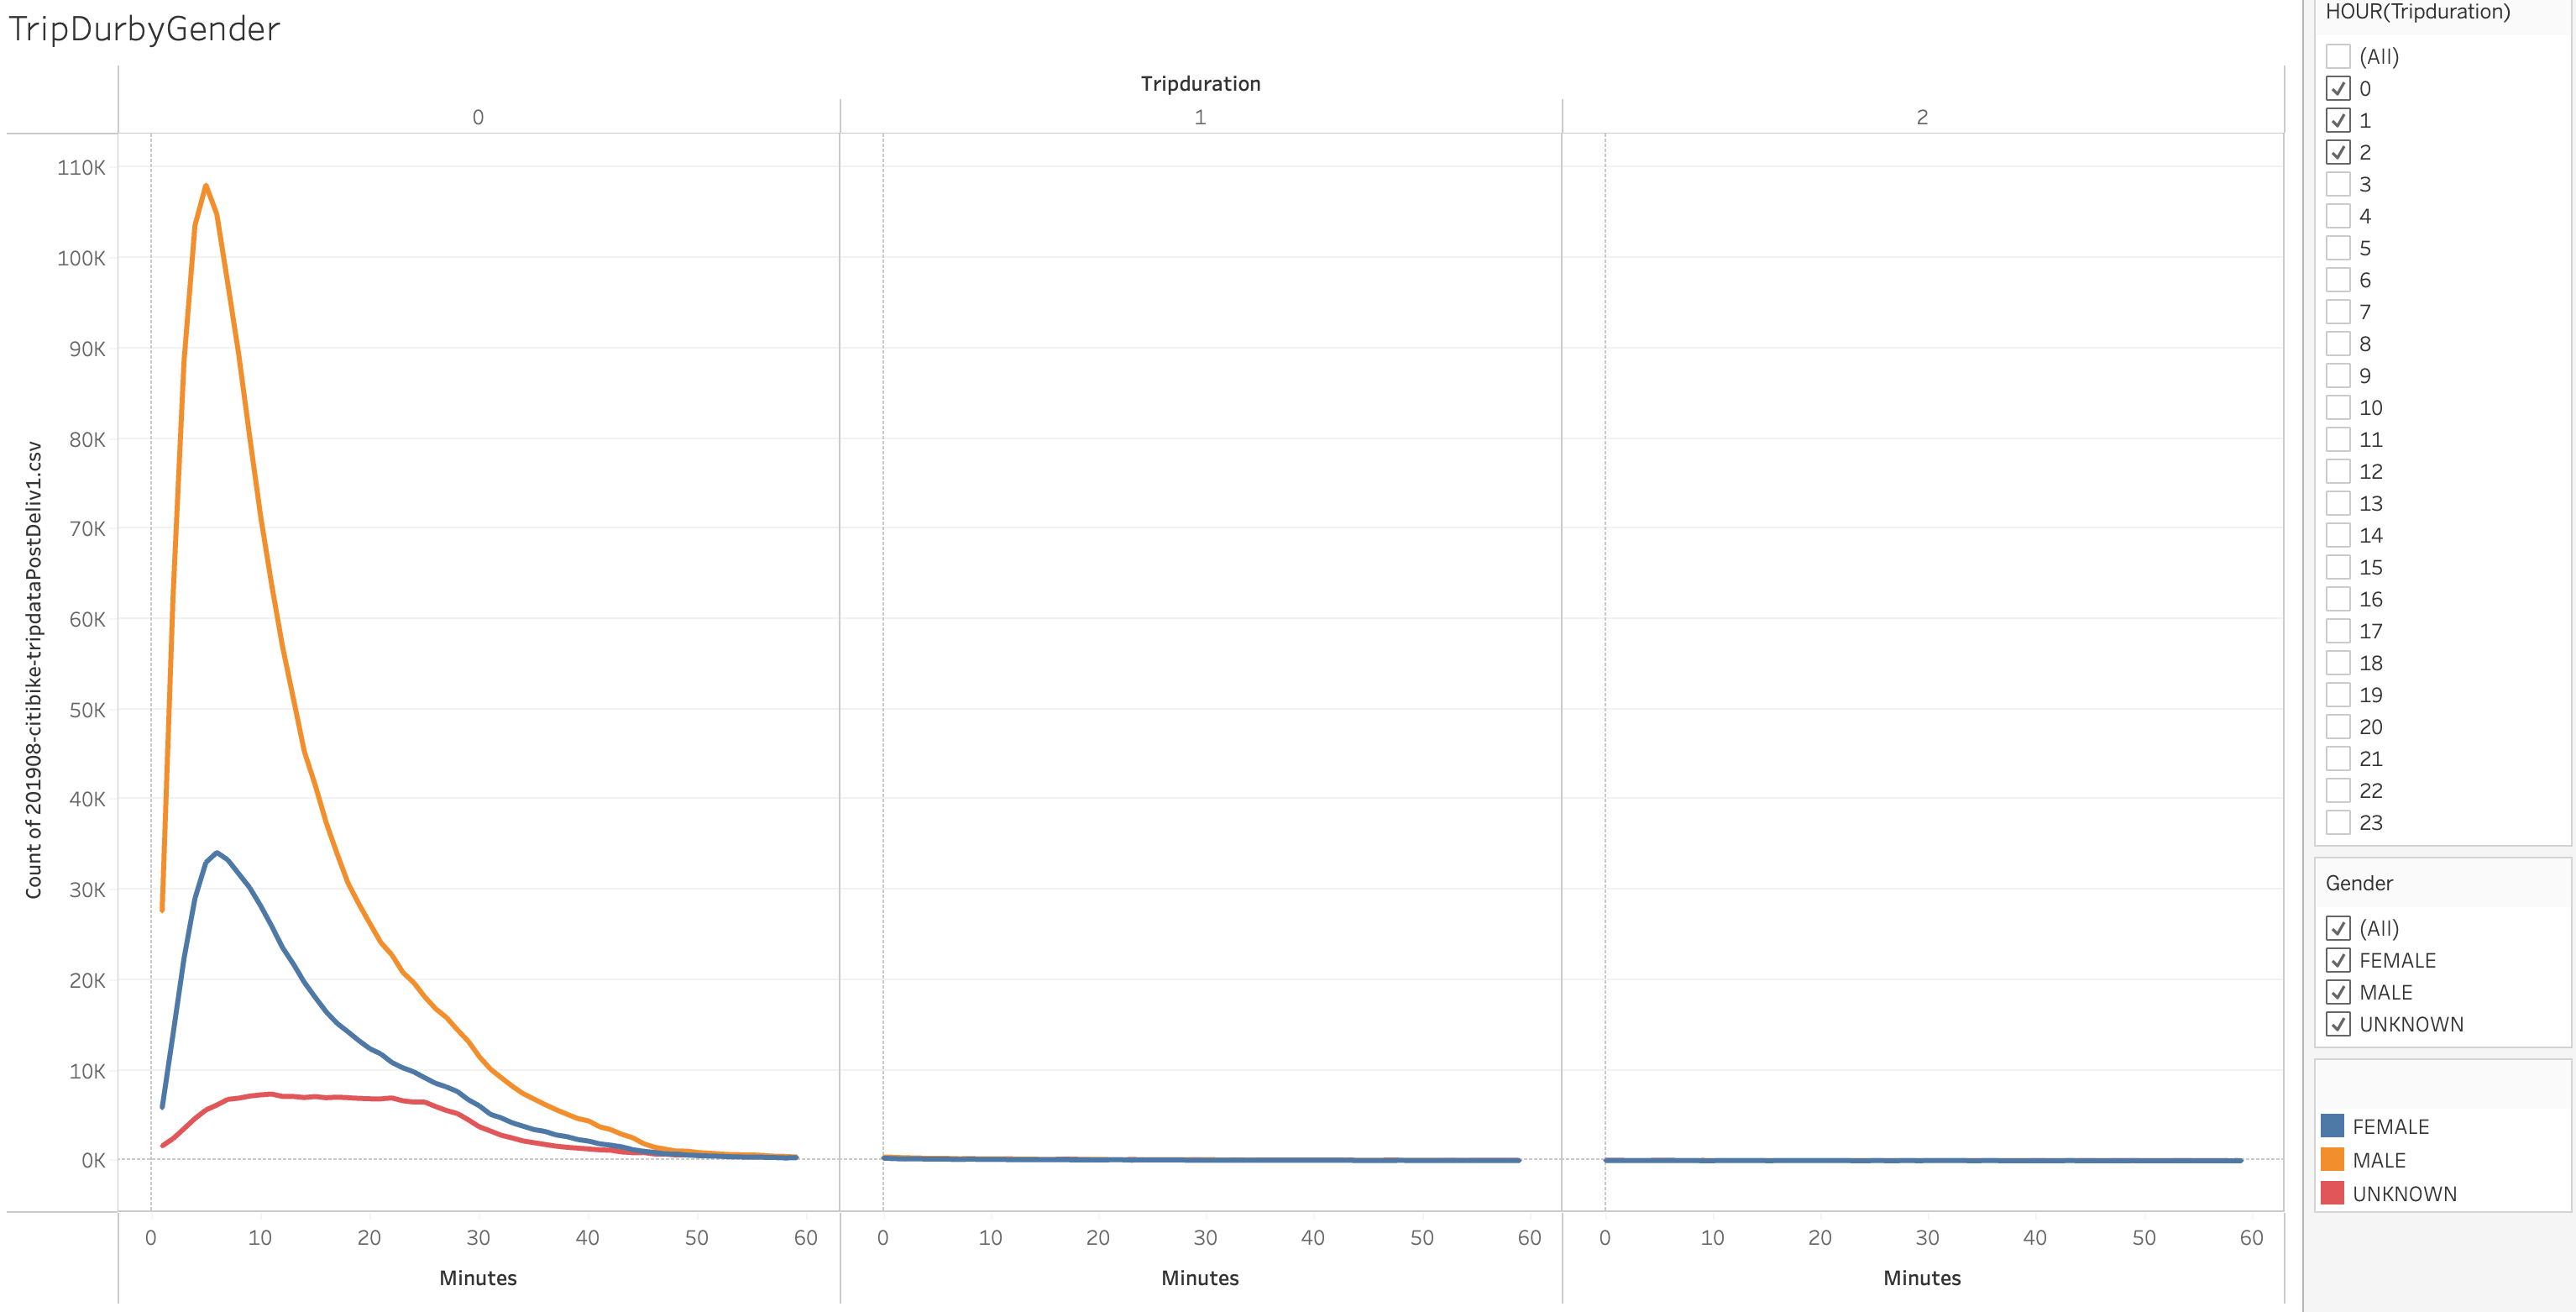 TripDurbyGender
Tripduration
0 1 2
Count of 201908-citibike-tripdataPostDeliv1.csv
110K
100K
90K
80K
70K
60K
50K
40K
30K
20K
10K
0K
0 10 20 30 40 50 60 0 10 20 30 40 50 60 0 10 20 30 40 50 60
Minutes Minutes Minutes
HOUR(Tripduration)
(All)
0
1
2
3
4
5
6
7
8
9
10
11
12
13
14
15
16
17
18
19
20
21
22
23
Gender
(All)
FEMALE
MALE
UNKNOWN
FEMALE
MALE
UNKNOWN